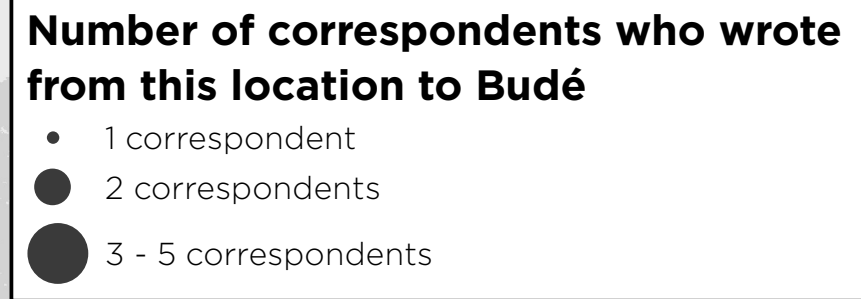 Number of correspondents who wrote
from this location to Budé
1 correspondent
2 correspondents
3 - 5 correspondents